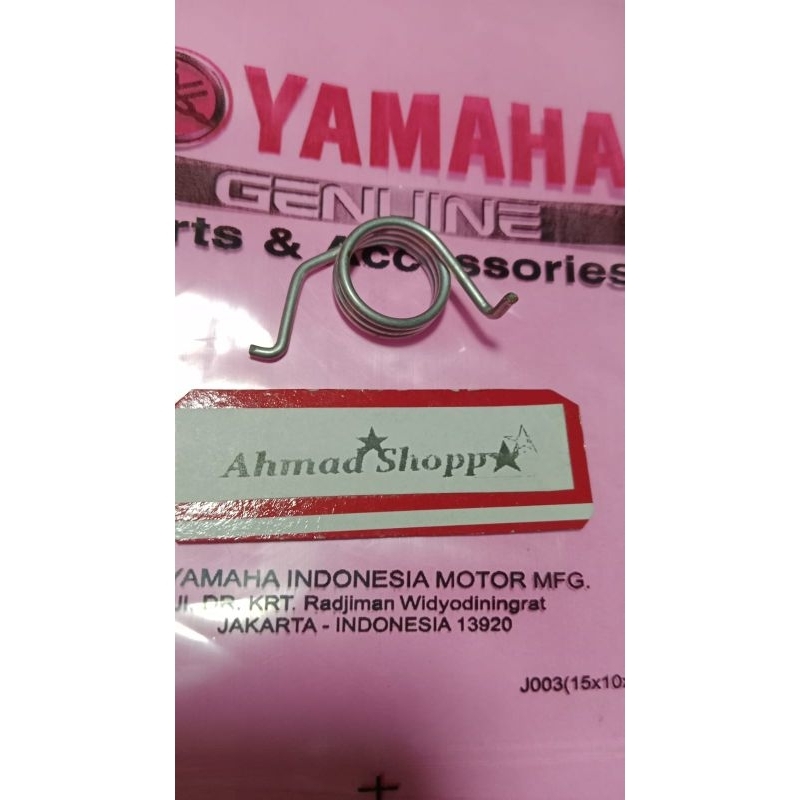 YAMAHA
GENUINE
rts & Accessories
Ahmad Shopp
YAMAHA INDONESIA MOTOR MFG.
Jl. DR. KRT. Radjiman Widyodiningrat
JAKARTA - INDONESIA 13920
J003(15x10x